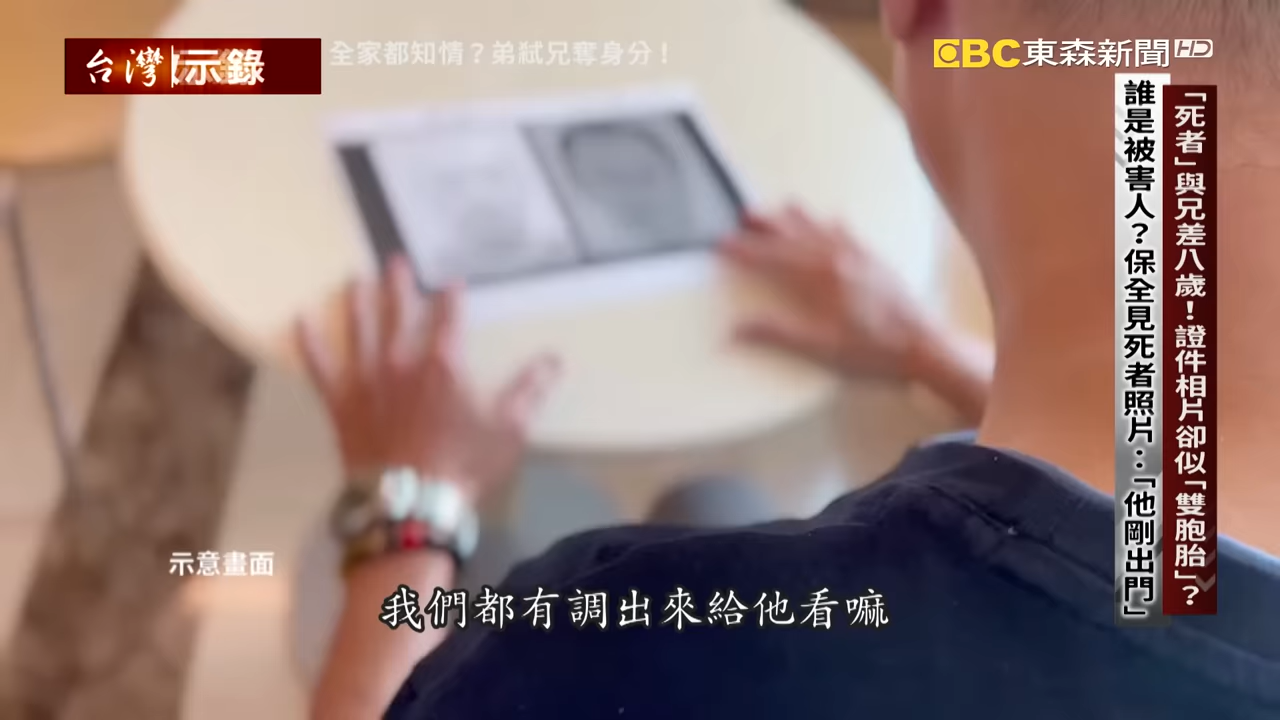 台灣示錄
全家都知情？弟弒兄奪身分！
EBC東森新聞HD
「死者」與兄差八歲！證件相片卻似「雙胞胎」？
誰是被害人？保全見死者照片：「他剛出門」
示意畫面
我們都有調出來給他看嘛